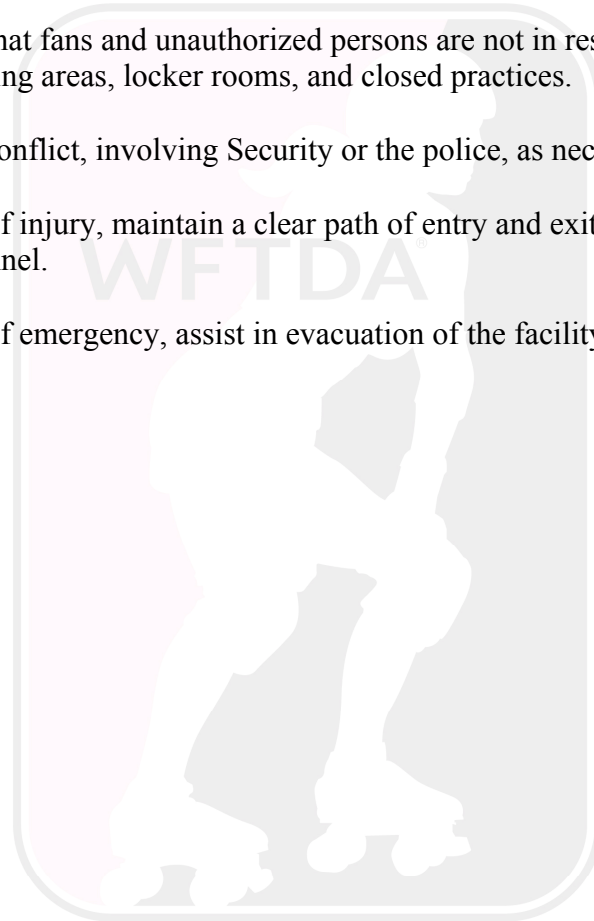 hat fans and unauthorized persons are not in res
ng areas, locker rooms, and closed practices.
onflict, involving Security or the police, as nec
f injury, maintain a clear path of entry and exit
nel.
WFTDA®
f emergency, assist in evacuation of the facility